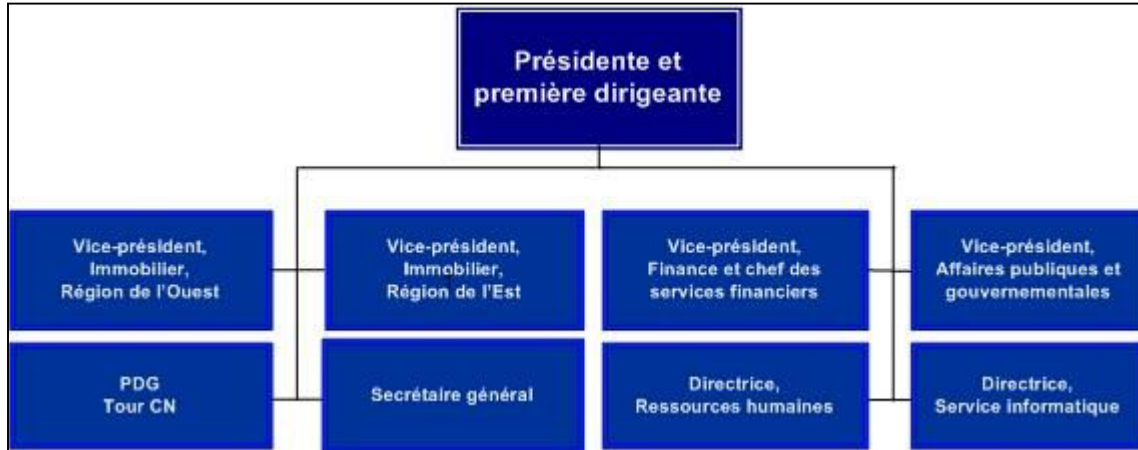 Présidente et
première dirigeante
Vice-président,
Immobilier,
Région de l'Ouest
Vice-président,
Immobilier,
Région de l'Est
Vice-président,
Finance et chef des
services financiers
Vice-président,
Affaires publiques et
gouvernementales
PDG
Tour CN
Secrétaire général
Directrice,
Ressources humaines
Directrice,
Service informatique